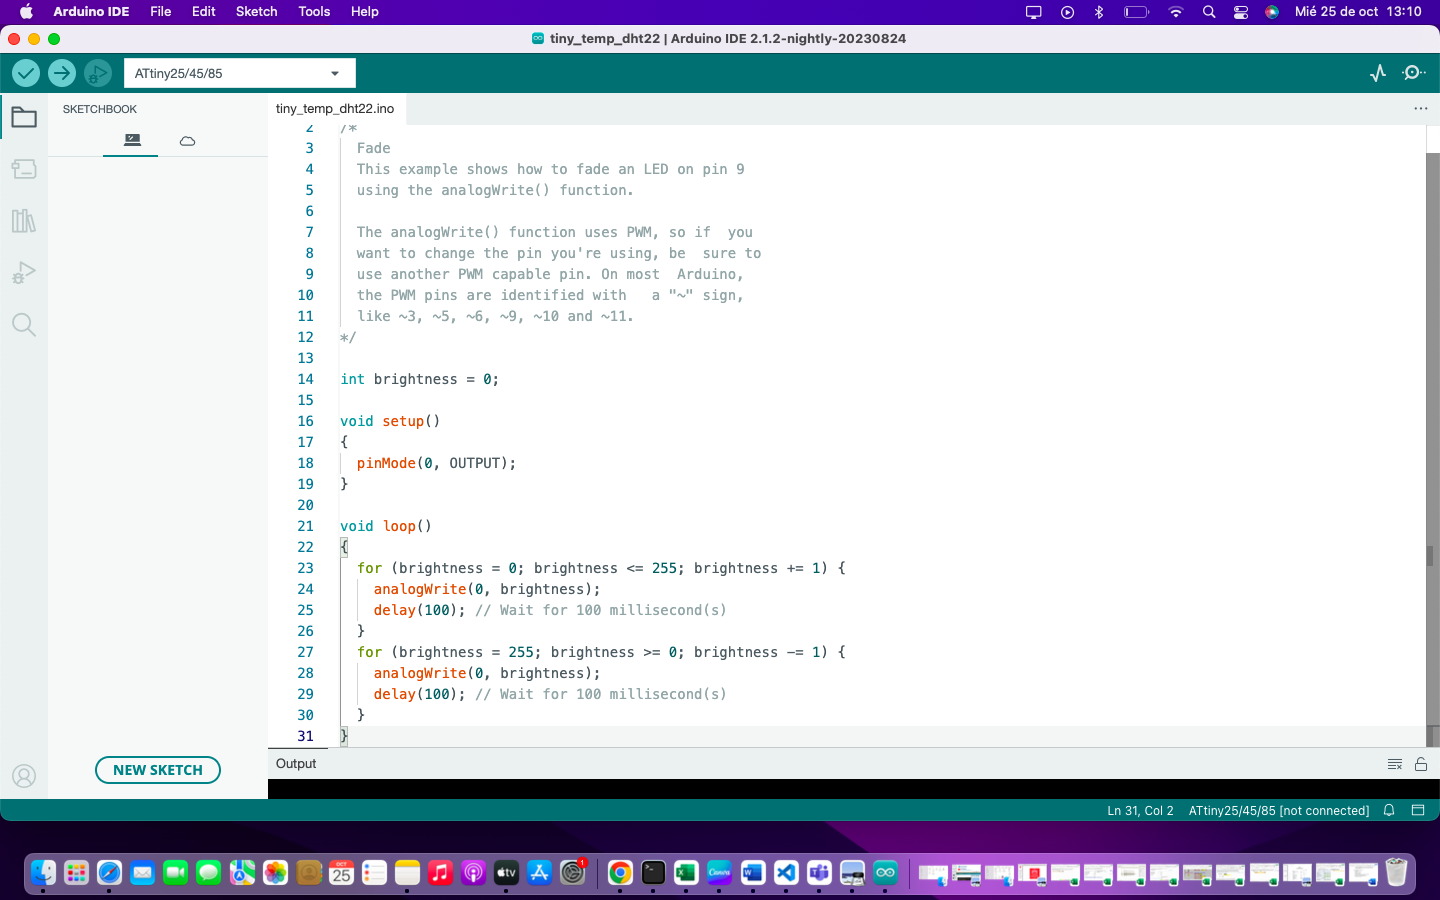 Arduino IDE File Edit Sketch Tools Help Mié 25 de oct 13:10
tiny_temp_dht22 | Arduino IDE 2.1.2-nightly-20230824
ATtiny25/45/85
SKETCHBOOK
tiny_temp_dht22.ino
2 /*
3 Fade
4 This example shows how to fade an LED on pin 9
5 using the analogWrite() function.
6
7 The analogWrite() function uses PWM, so if  you
8 want to change the pin you're using, be  sure to
9 use another PWM capable pin. On most  Arduino,
10 the PWM pins are identified with   a "~" sign,
11 like ~3, ~5, ~6, ~9, ~10 and ~11.
12 */
13
14 int brightness = 0;
15
16 void setup()
17 {
18 pinMode(0, OUTPUT);
19 }
20
21 void loop()
22 {
23 for (brightness = 0; brightness <= 255; brightness += 1) {
24 analogWrite(0, brightness);
25 delay(100); // Wait for 100 millisecond(s)
26 }
27 for (brightness = 255; brightness >= 0; brightness -= 1) {
28 analogWrite(0, brightness);
29 delay(100); // Wait for 100 millisecond(s)
30 }
31 }
NEW SKETCH
Output
Ln 31, Col 2 ATtiny25/45/85 [not connected]
OCT
25
tv
1
Canva